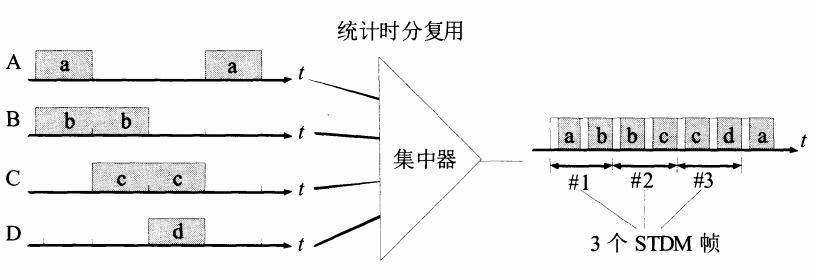 统计时分复用
A a a t
B b b t
C c c t
D d t
集中器
a b b c c d a t
#1 #2 #3
3 个 STDM 帧